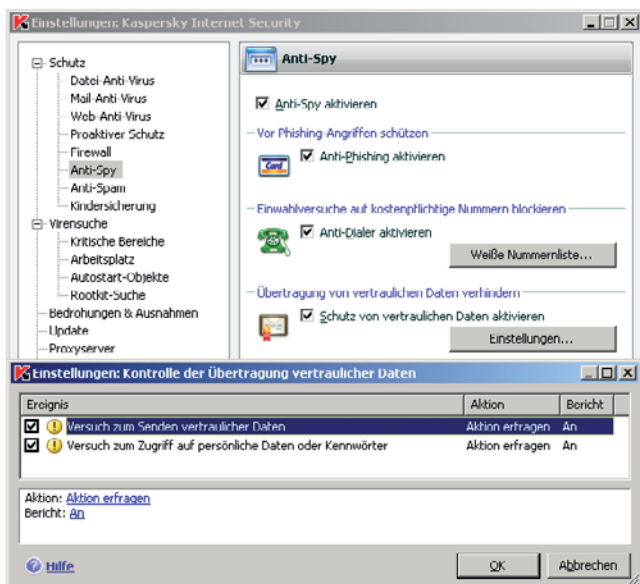 Einstellungen: Kaspersky Internet Security
Schutz
Datei-Anti-Virus
Mail-Anti-Virus
Web-Anti-Virus
Proaktiver Schutz
Firewall
Anti-Spy
Anti-Spam
Kindersicherung
Virensuche
Kritische Bereiche
Arbeitsplatz
Autostart-Objekte
Rootkit-Suche
Bedrohungen & Ausnahmen
Update
Proxyserver
Anti-Spy
Anti-Spy aktivieren
Vor Phishing-Angriffen schützen
Card
Anti-Phishing aktivieren
Einwahlversuche auf kostenpflichtige Nummern blockieren
Anti-Dialer aktivieren
Weiße Nummernliste...
Übertragung von vertraulichen Daten verhindern
Schutz von vertraulichen Daten aktivieren
Einstellungen...
Einstellungen: Kontrolle der Übertragung vertraulicher Daten
Ereignis Aktion Bericht
Versuch zum Senden vertraulicher Daten Aktion erfragen An
Versuch zum Zugriff auf persönliche Daten oder Kennwörter Aktion erfragen An
Aktion: Aktion erfragen
Bericht: An
Hilfe OK Abbrechen